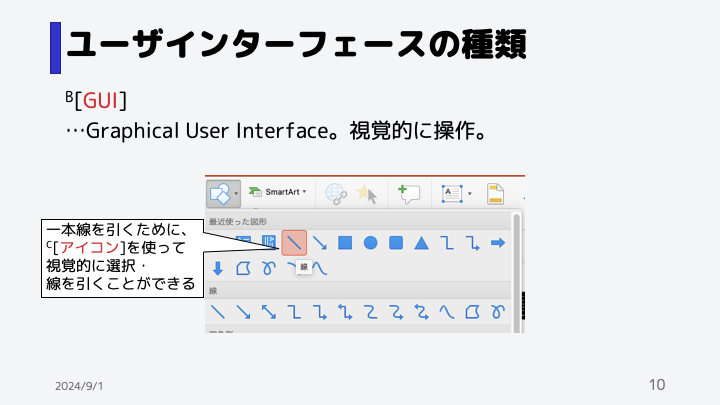 ユーザインターフェースの種類
B[GUI]
…Graphical User Interface。視覚的に操作。
SmartArt
A
最近使った図形
一本線を引くために、
C[アイコン]を使って
視覚的に選択・
線を引くことができる
線
線
2024/9/1
10